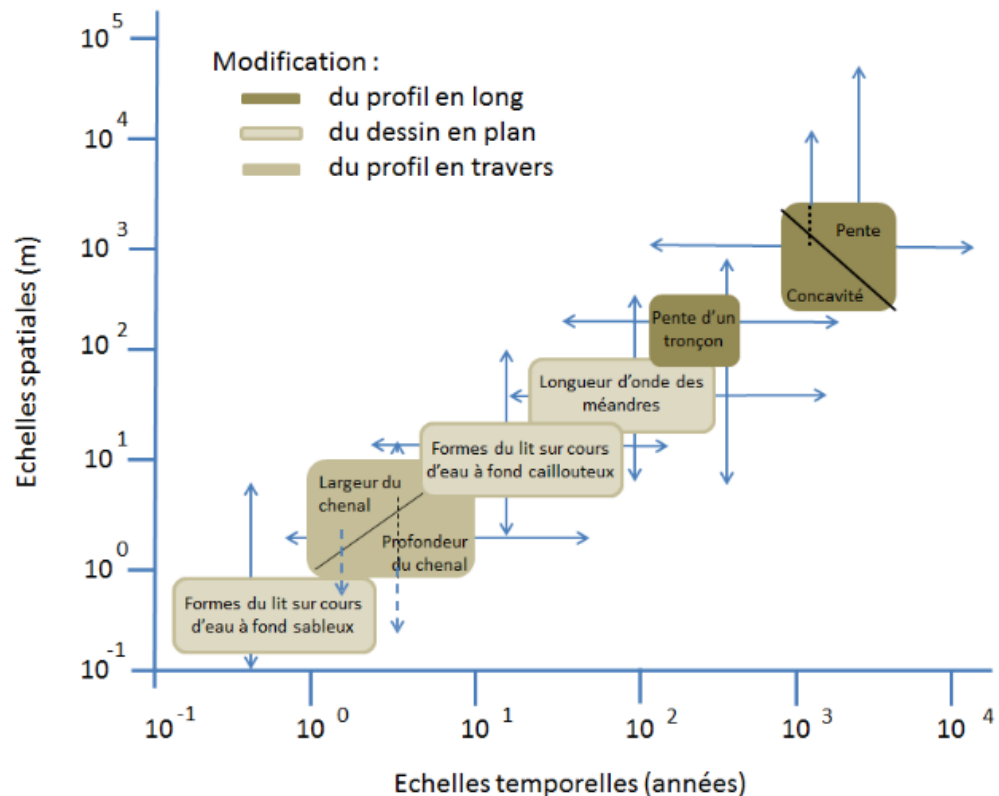 10 5
10 4
10 3
10 2
10 1
10 0
10 -1
Echelles spatiales (m)
Modification :
du profil en long
du dessin en plan
du profil en travers
Pente
Concavité
Pente d'un
tronçon
Longueur d'onde des
méandres
Formes du lit sur cours
d'eau à fond caillouteux
Largeur du
chenal
Profondeur
du chenal
Formes du lit sur cours
d'eau à fond sableux
10 -1
10 0
10 1
10 2
10 3
10 4
Echelles temporelles (années)